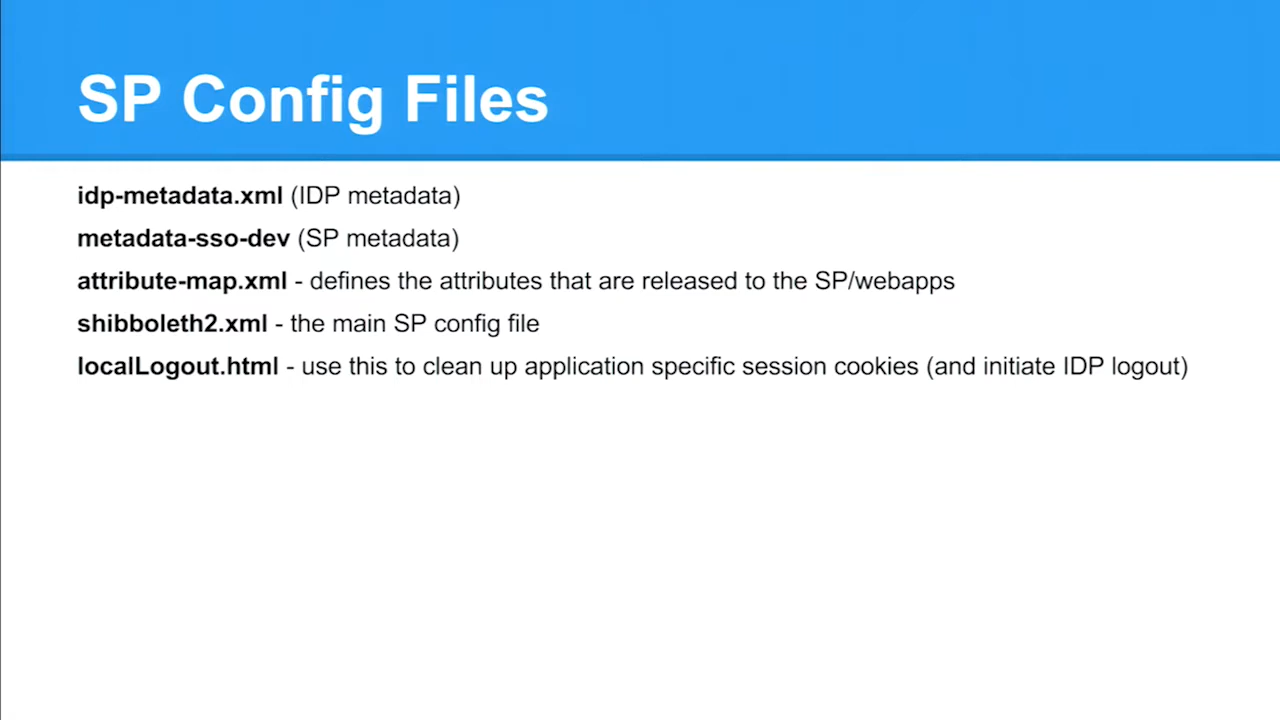 SP Config Files
idp-metadata.xml (IDP metadata)
metadata-sso-dev (SP metadata)
attribute-map.xml - defines the attributes that are released to the SP/webapps
shibboleth2.xml - the main SP config file
localLogout.html - use this to clean up application specific session cookies (and initiate IDP logout)